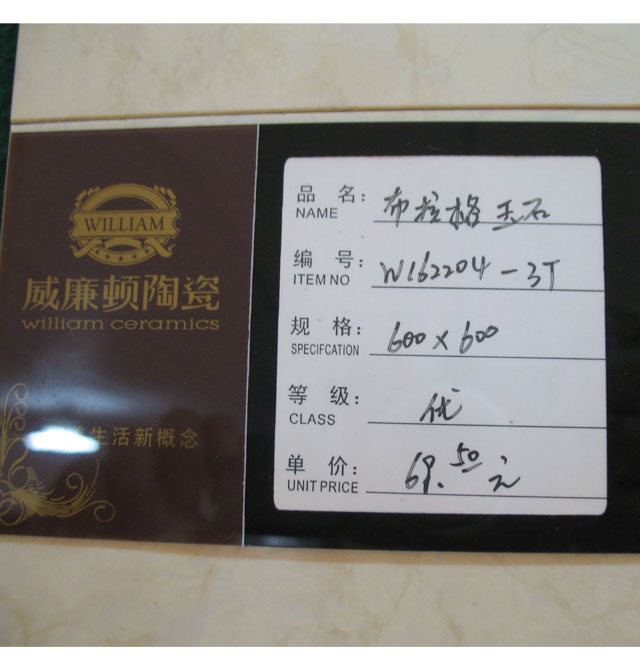 WILLIAM
威廉顿陶瓷
william ceramics
生活新概念
品 名： 布拉格玉石
NAME
编 号： W162204-3T
ITEM NO
规 格： 600×600
SPECIFCATION
等 级： 优
CLASS
单 价： 69.50元
UNIT PRICE